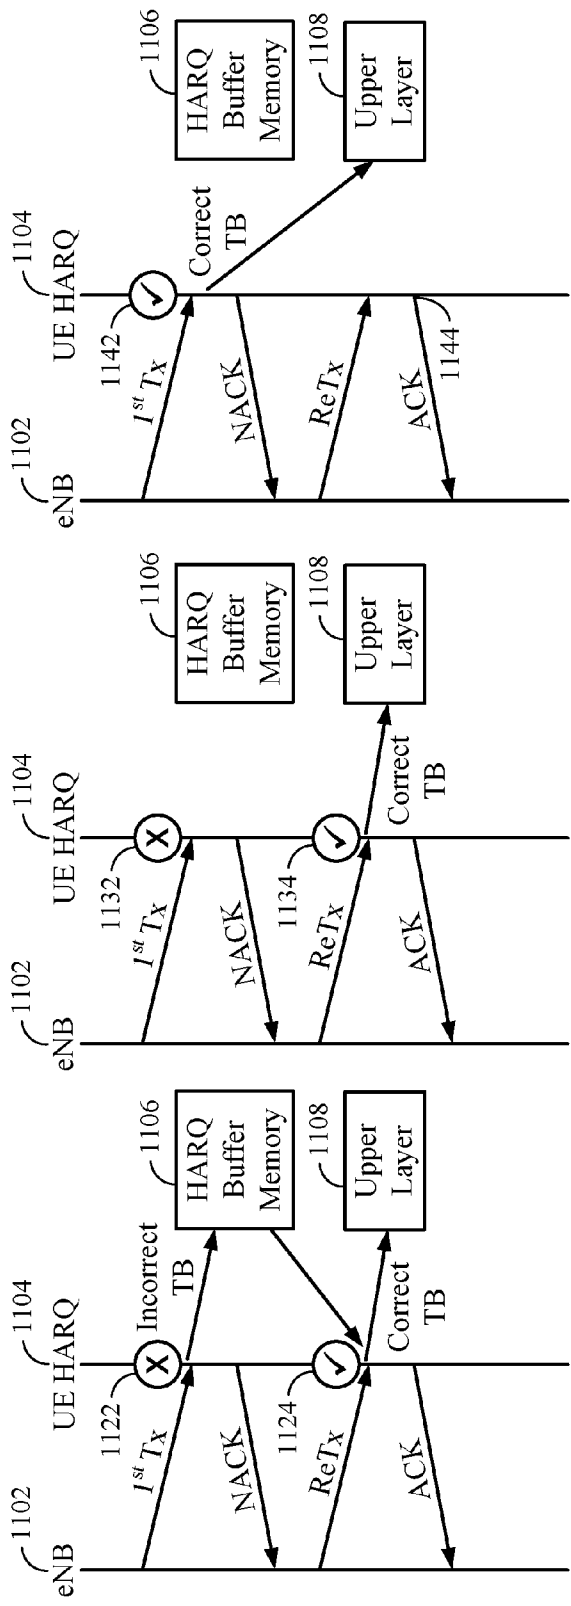 1102
eNB
1104
UE HARQ
1122
1st Tx
Incorrect
TB
1106
HARQ
Buffer
Memory
NACK
1124
ReTx
Correct
TB
1108
Upper
Layer
ACK
1102
eNB
1104
UE HARQ
1132
1st Tx
1106
HARQ
Buffer
Memory
NACK
1134
ReTx
Correct
TB
1108
Upper
Layer
ACK
1102
eNB
1104
UE HARQ
1142
1st Tx
Correct
TB
1106
HARQ
Buffer
Memory
NACK
ReTx
1108
Upper
Layer
ACK
1144